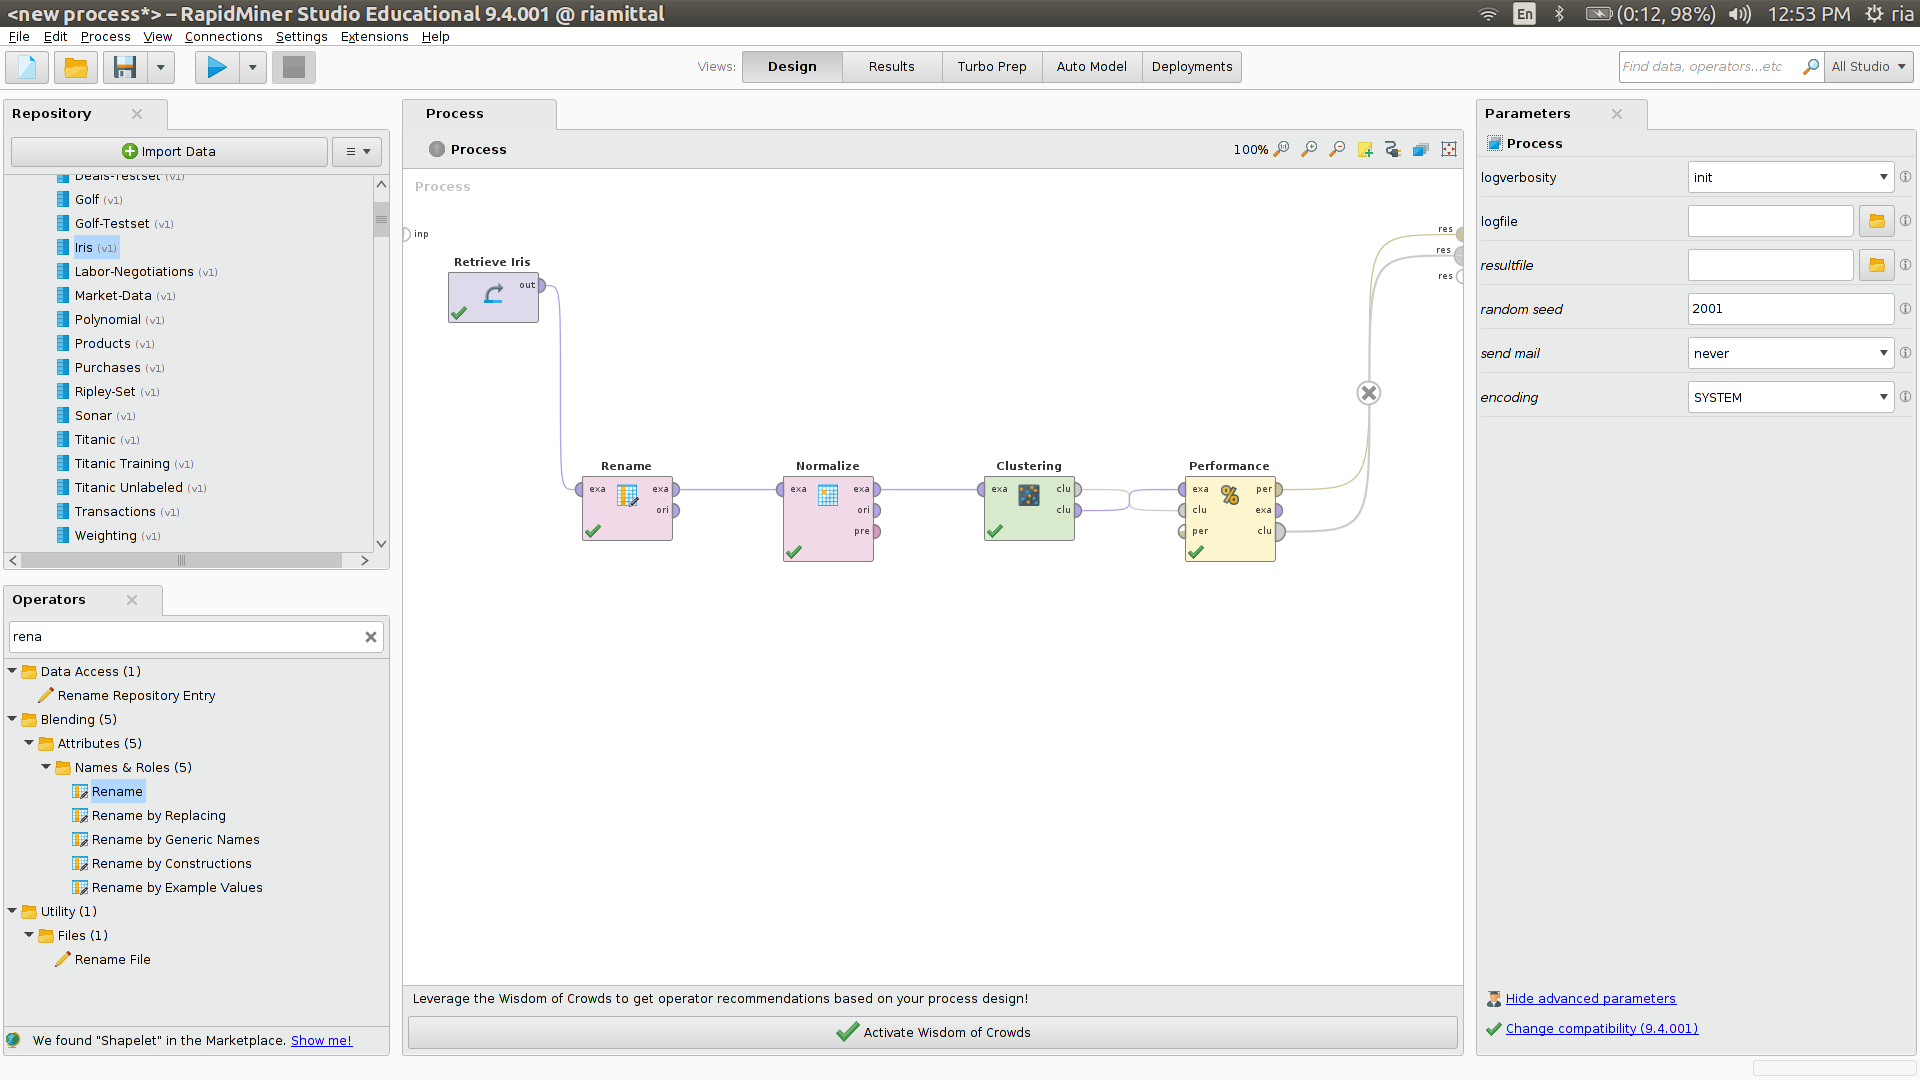 <new process*> – RapidMiner Studio Educational 9.4.001 @ riamittal
En
(0:12, 98%)
12:53 PM
ria
File Edit Process View Connections Settings Extensions Help
Views:
Design
Results
Turbo Prep
Auto Model
Deployments
Find data, operators...etc
All Studio
Repository
Import Data
Deals-Testset (v1)
Golf (v1)
Golf-Testset (v1)
Iris (v1)
Labor-Negotiations (v1)
Market-Data (v1)
Polynomial (v1)
Products (v1)
Purchases (v1)
Ripley-Set (v1)
Sonar (v1)
Titanic (v1)
Titanic Training (v1)
Titanic Unlabeled (v1)
Transactions (v1)
Weighting (v1)
Operators
rena
Data Access (1)
Rename Repository Entry
Blending (5)
Attributes (5)
Names & Roles (5)
Rename
Rename by Replacing
Rename by Generic Names
Rename by Constructions
Rename by Example Values
Utility (1)
Files (1)
Rename File
We found "Shapelet" in the Marketplace. Show me!
Process
Process
100%
Process
inp
res
res
res
Retrieve Iris
out
Rename
exa exa
ori
Normalize
exa exa
ori
pre
Clustering
exa clu
clu
Performance
exa per
clu exa
per clu
Leverage the Wisdom of Crowds to get operator recommendations based on your process design!
Activate Wisdom of Crowds
Parameters
Process
logverbosity
init
logfile
resultfile
random seed
2001
send mail
never
encoding
SYSTEM
Hide advanced parameters
Change compatibility (9.4.001)